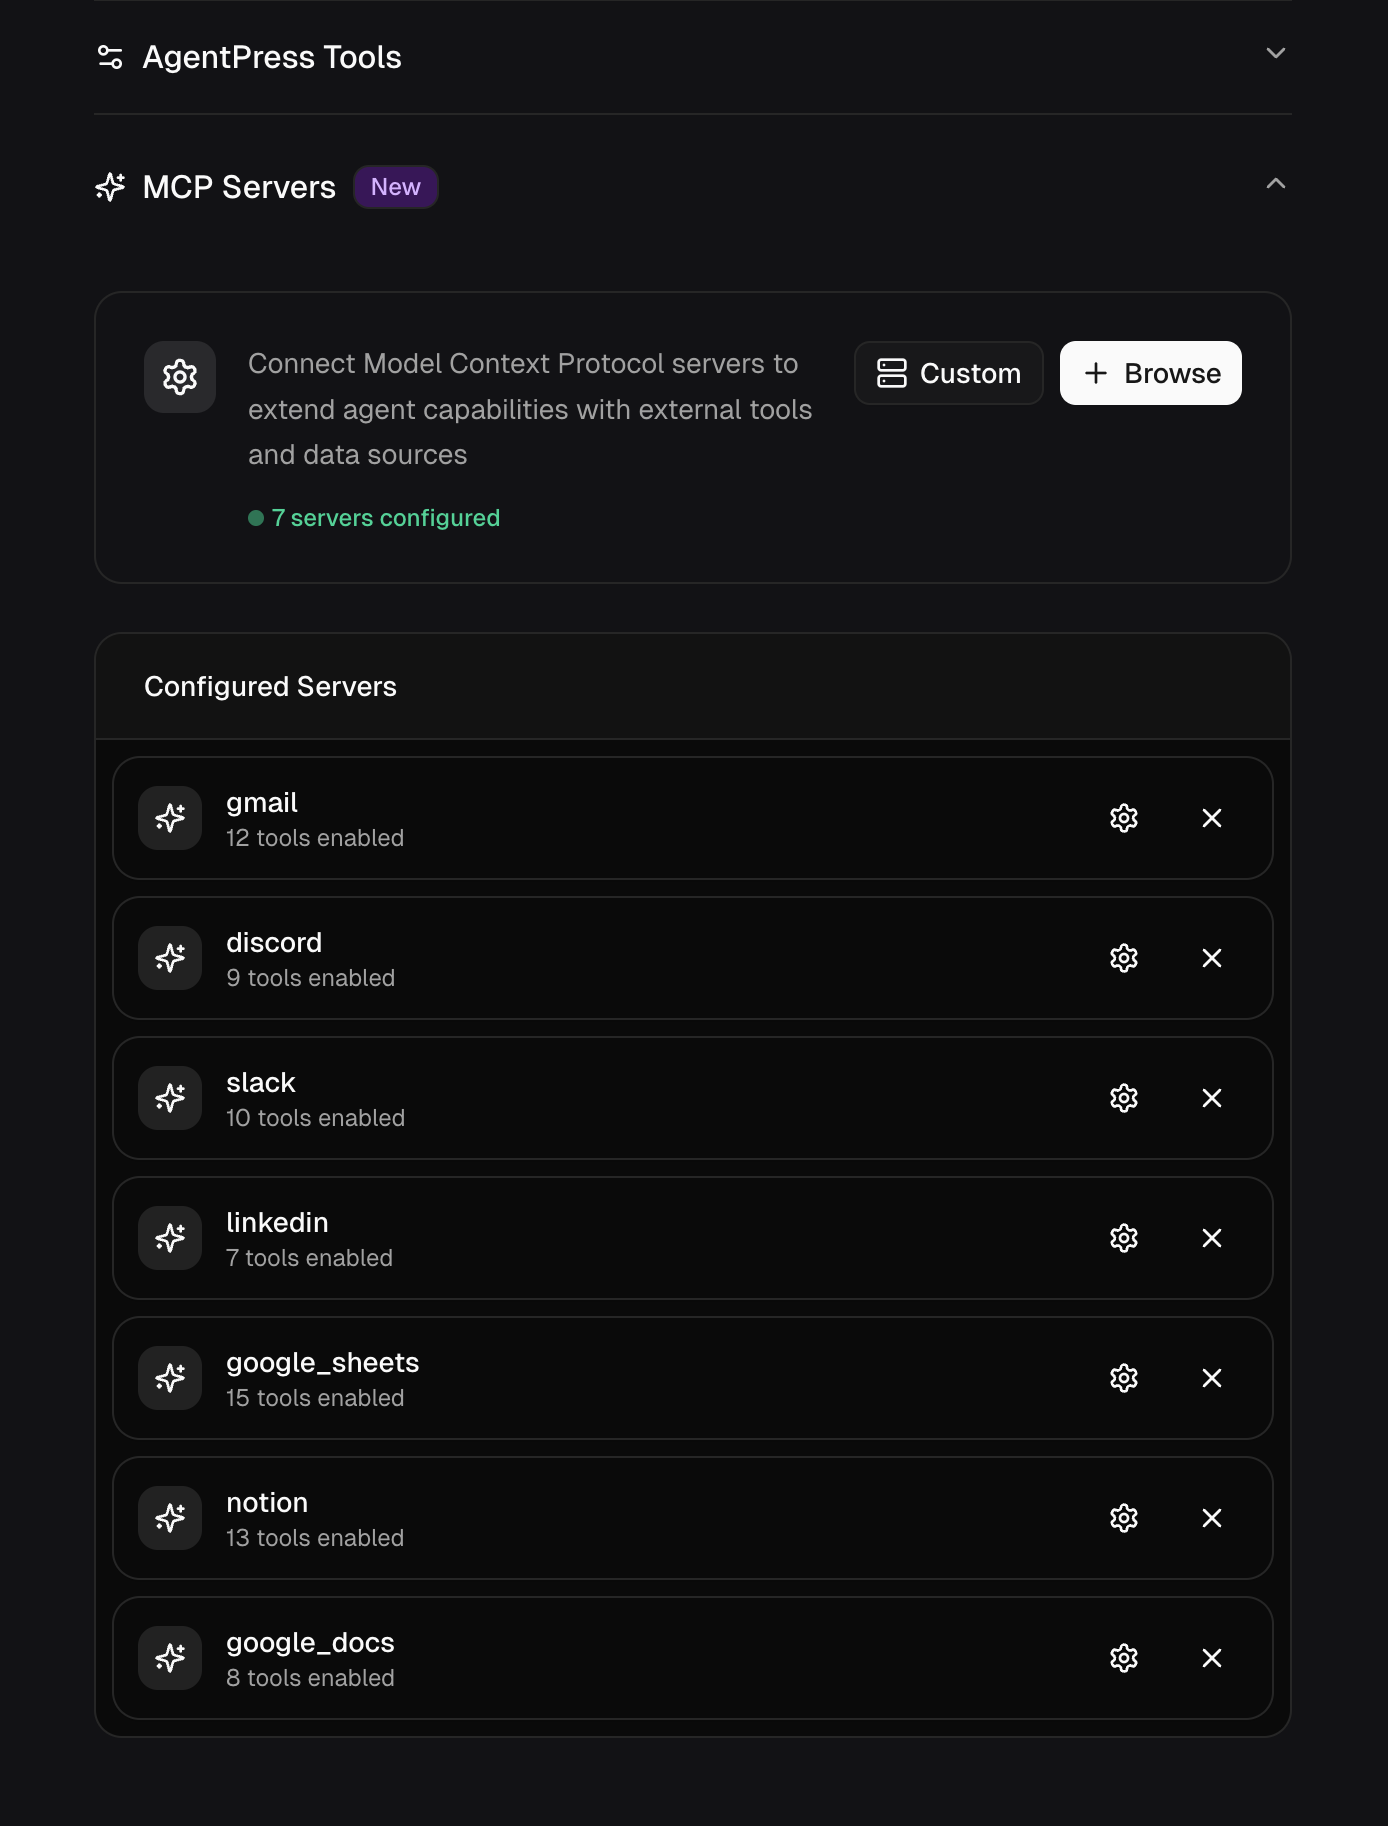 AgentPress Tools
MCP Servers New
Connect Model Context Protocol servers to
extend agent capabilities with external tools
and data sources
Custom
Browse
7 servers configured
Configured Servers
gmail
12 tools enabled
discord
9 tools enabled
slack
10 tools enabled
linkedin
7 tools enabled
google_sheets
15 tools enabled
notion
13 tools enabled
google_docs
8 tools enabled